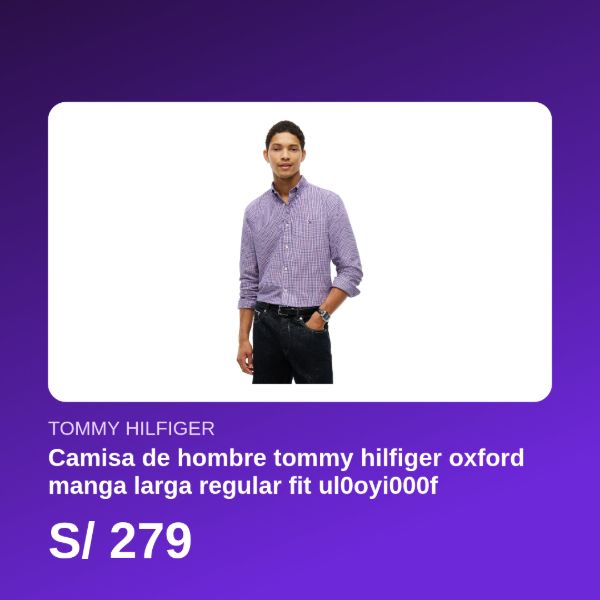 TOMMY HILFIGER
Camisa de hombre tommy hilfiger oxford
manga larga regular fit ul0oyi000f
S/ 279